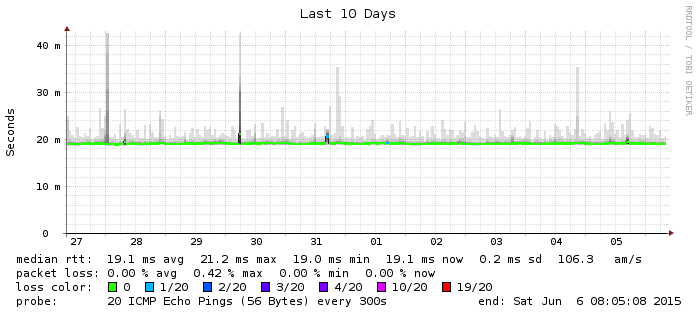 Last 10 Days
RRDTOOL / TOBI OETIKER
Seconds
40 m
30 m
20 m
10 m
0
27 28 29 30 31 01 02 03 04 05
median rtt: 19.1 ms avg 21.2 ms max 19.0 ms min 19.1 ms now 0.2 ms sd 106.3 am/s
packet loss: 0.00 % avg 0.42 % max 0.00 % min 0.00 % now
loss color: 0 1/20 2/20 3/20 4/20 10/20 19/20
probe: 20 ICMP Echo Pings (56 Bytes) every 300s end: Sat Jun 6 08:05:08 2015